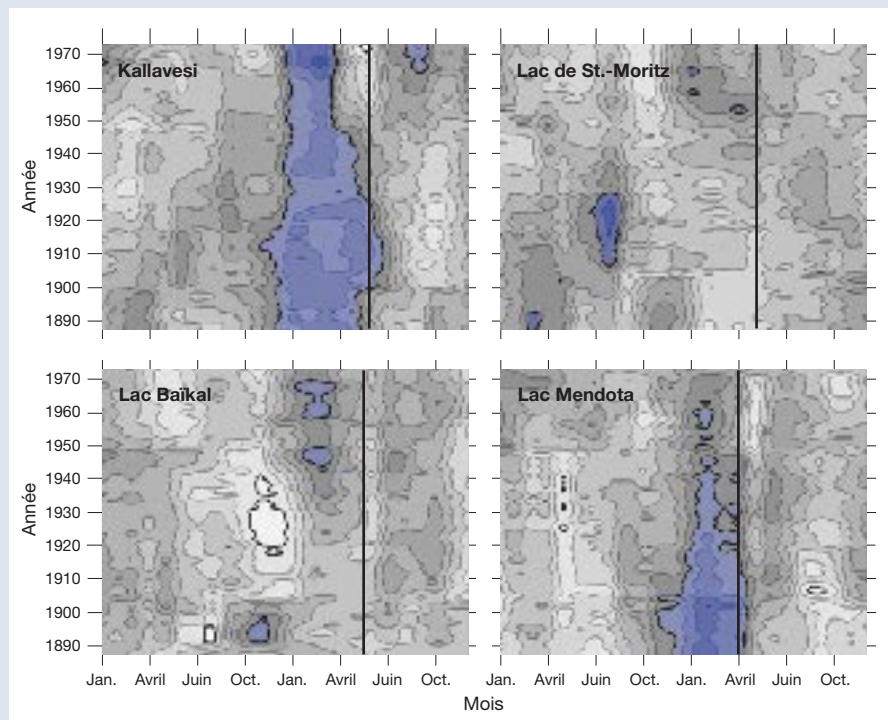 Kallavesi
Lac de St.-Moritz
Année
1970
1960
1950
1940
1930
1920
1910
1900
1890
Lac Baïkal
Lac Mendota
Année
1970
1960
1950
1940
1930
1920
1910
1900
1890
Jan. Avril Juin Oct. Jan. Avril Juin Oct. Jan. Avril Juin Oct. Jan. Avril Juin Oct.
Mois